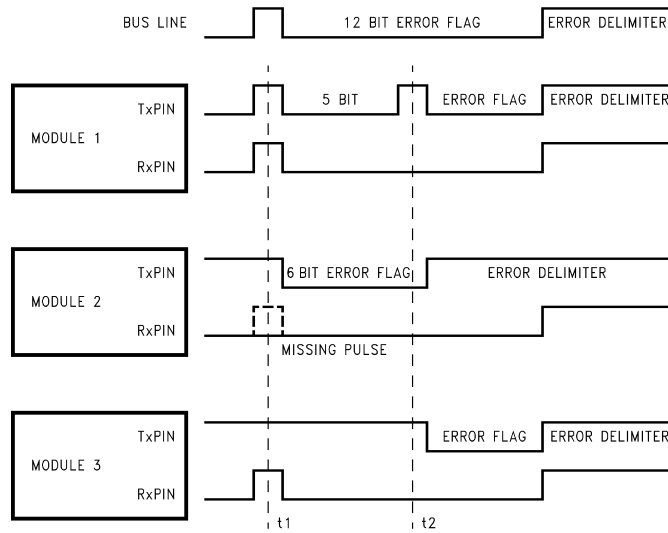 BUS LINE
12 BIT ERROR FLAG
ERROR DELIMITER
MODULE 1
TxPIN
5 BIT
ERROR FLAG
ERROR DELIMITER
RxPIN
MODULE 2
TxPIN
6 BIT ERROR FLAG
ERROR DELIMITER
RxPIN
MISSING PULSE
MODULE 3
TxPIN
ERROR FLAG
ERROR DELIMITER
RxPIN
t1
t2